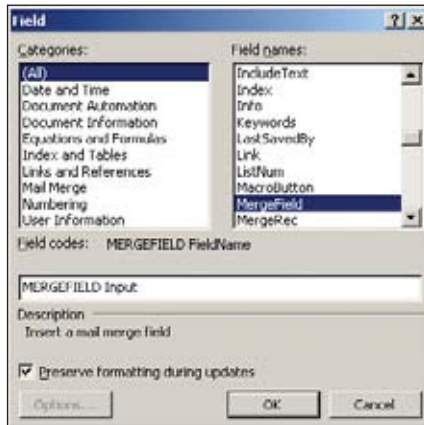 Field
Categories:
(All)
Date and Time
Document Automation
Document Information
Equations and Formulas
Index and Tables
Links and References
Mail Merge
Numbering
User Information
Field names:
IncludeText
Index
Info
Keywords
LastSavedBy
Link
ListNum
MacroButton
MergeField
MergeRec
Field codes: MERGEFIELD FieldName
MERGEFIELD Input
Description
Insert a mail merge field
Preserve formatting during updates
Options...
OK
Cancel